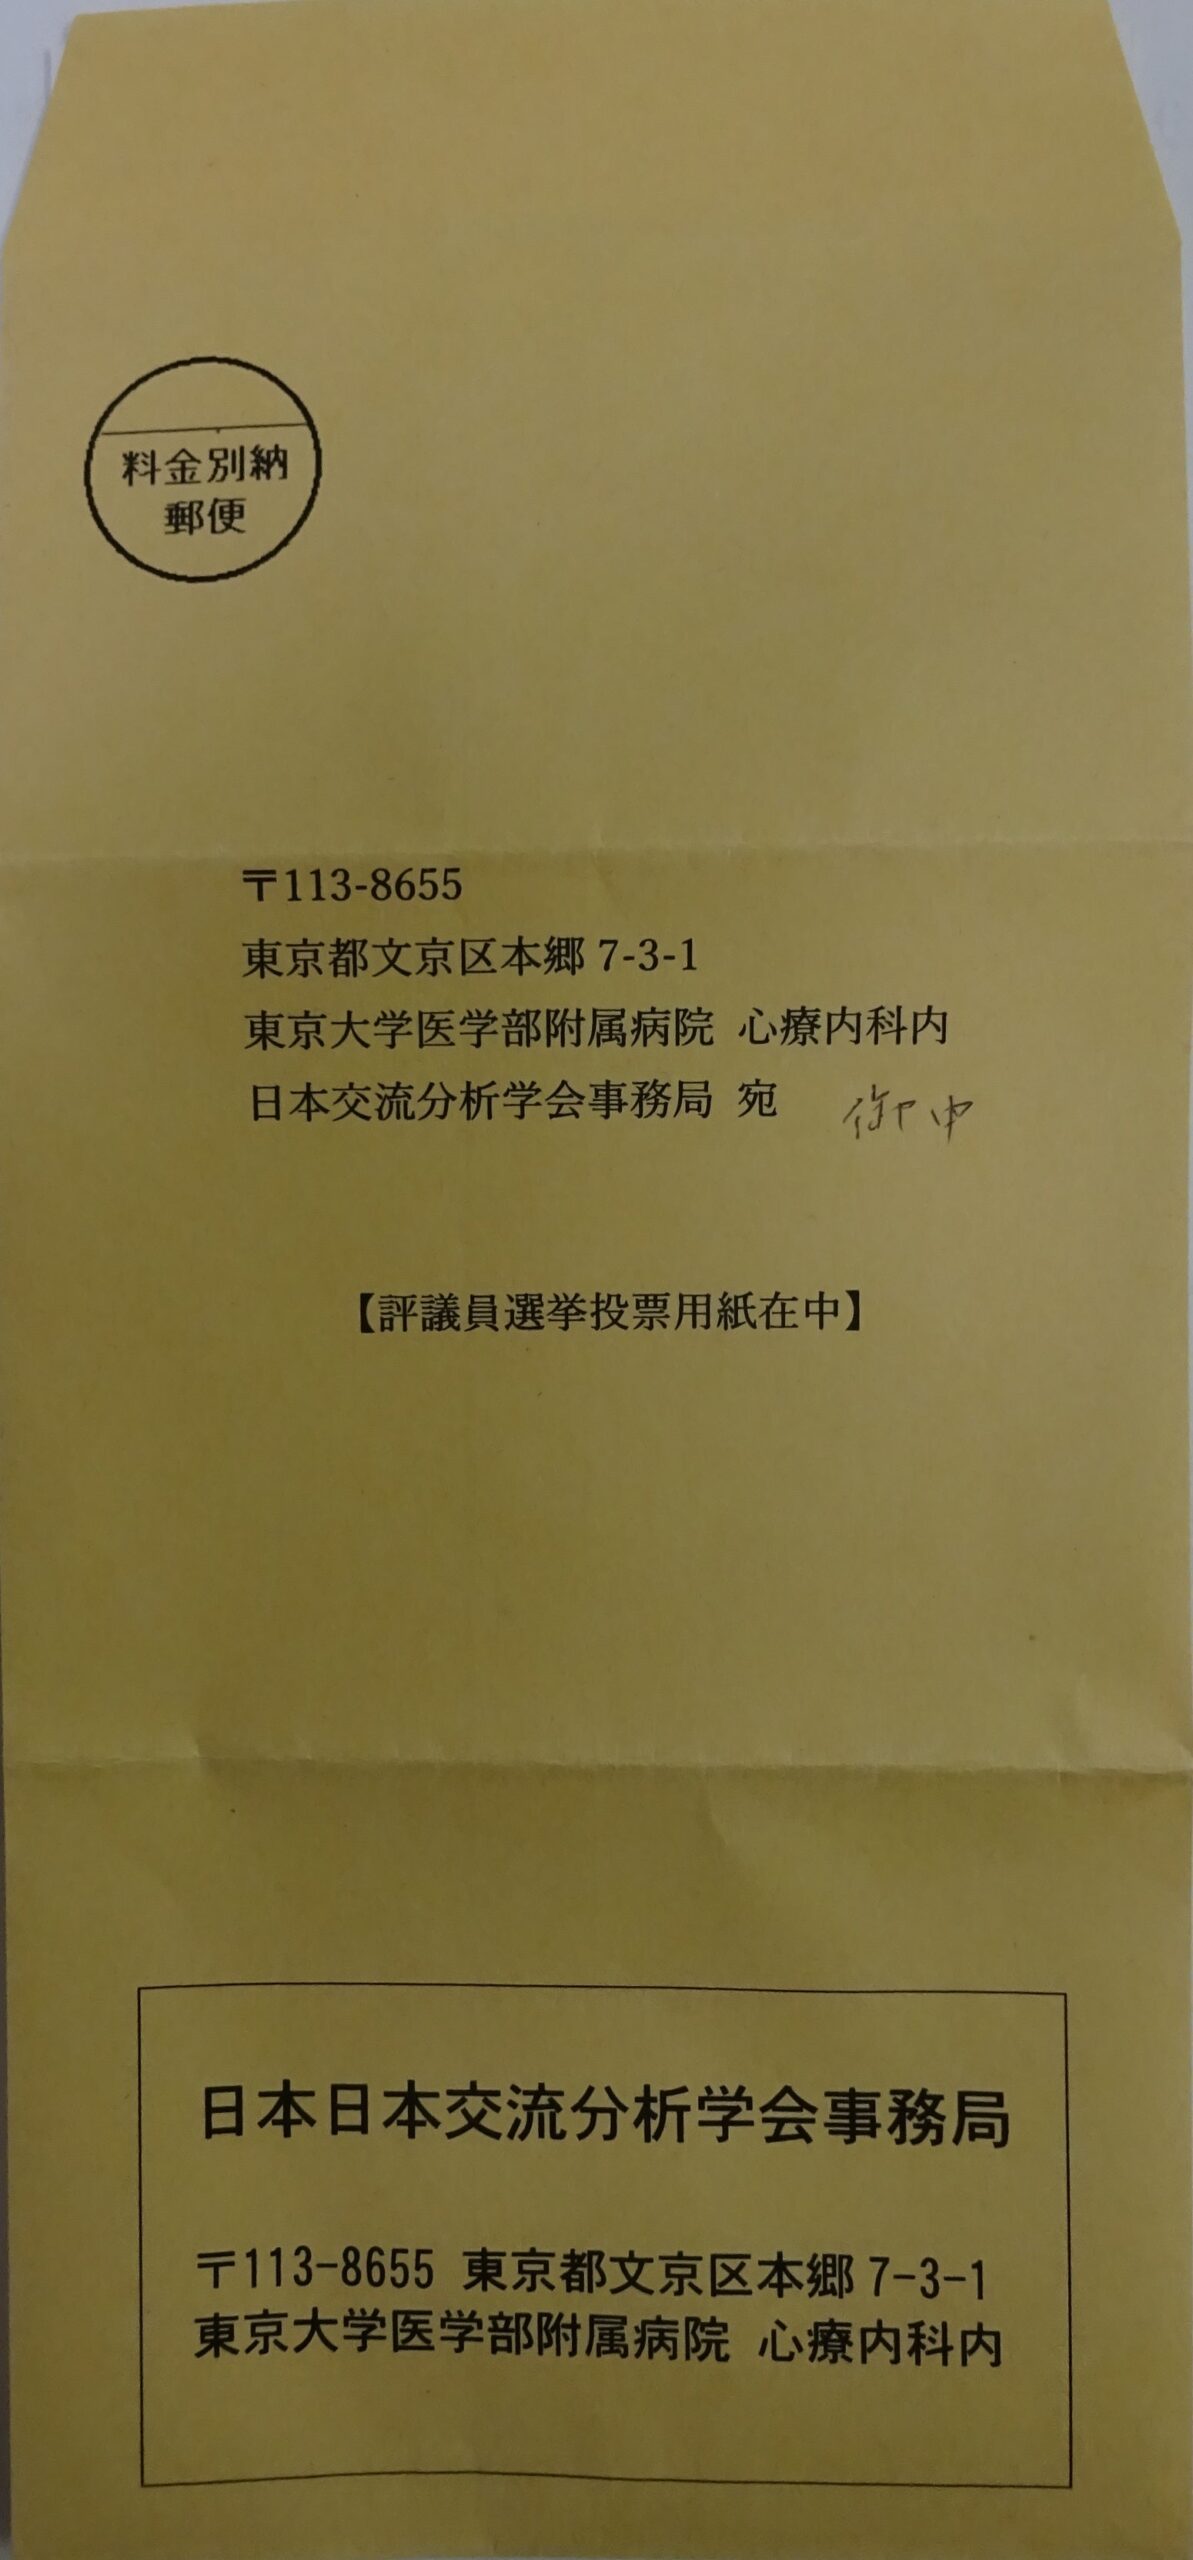 料金別納
郵便
〒113-8655
東京都文京区本郷 7-3-1
東京大学医学部附属病院 心療内科内
日本交流分析学会事務局 宛 御中
【評議員選挙投票用紙在中】
日本日本交流分析学会事務局
〒113-8655 東京都文京区本郷 7-3-1
東京大学医学部附属病院 心療内科内